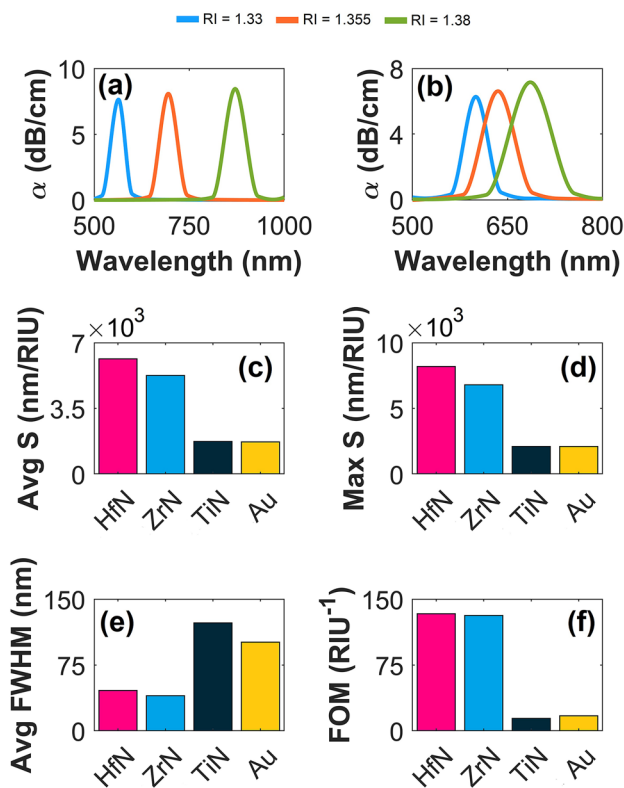 RI = 1.33 RI = 1.355 RI = 1.38
(a)
α (dB/cm)
10
5
0
500 750 1000
Wavelength (nm)
(b)
α (dB/cm)
8
4
0
500 650 800
Wavelength (nm)
(c)
×10³
Avg S (nm/RIU)
7
3.5
0
HfN ZrN TiN Au
(d)
×10³
Max S (nm/RIU)
10
5
0
HfN ZrN TiN Au
(e)
Avg FWHM (nm)
150
75
0
HfN ZrN TiN Au
(f)
FOM (RIU⁻¹)
150
75
0
HfN ZrN TiN Au